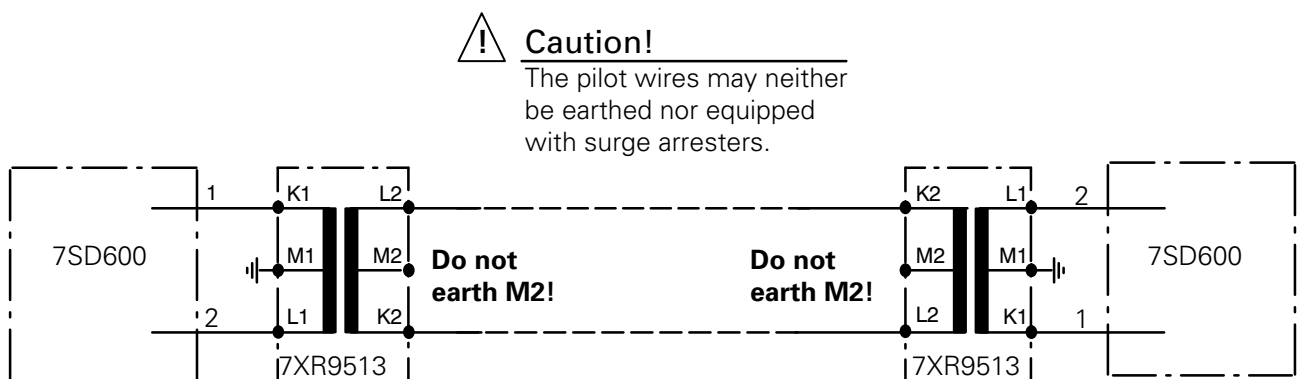 ! Caution!
The pilot wires may neither
be earthed nor equipped
with surge arresters.
1 K1 L2 K2 L1 2
7SD600 M1 M2 Do not Do not M2 M1 7SD600
earth M2! earth M2!
2 L1 K2 L2 K1 1
7XR9513 7XR9513